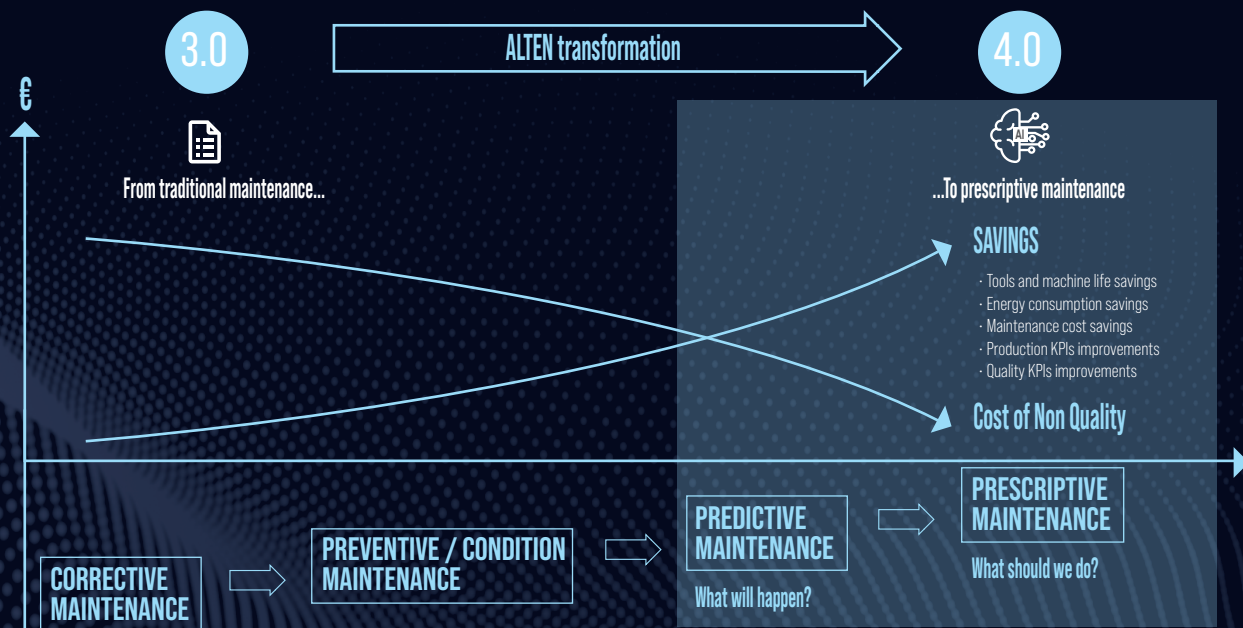 3.0
ALTEN transformation
4.0
€
AI
From traditional maintenance...
...To prescriptive maintenance
SAVINGS
· Tools and machine life savings
· Energy consumption savings
· Maintenance cost savings
· Production KPIs improvements
· Quality KPIs improvements
Cost of Non Quality
CORRECTIVE
MAINTENANCE
PREVENTIVE / CONDITION
MAINTENANCE
PREDICTIVE
MAINTENANCE
What will happen?
PRESCRIPTIVE
MAINTENANCE
What should we do?